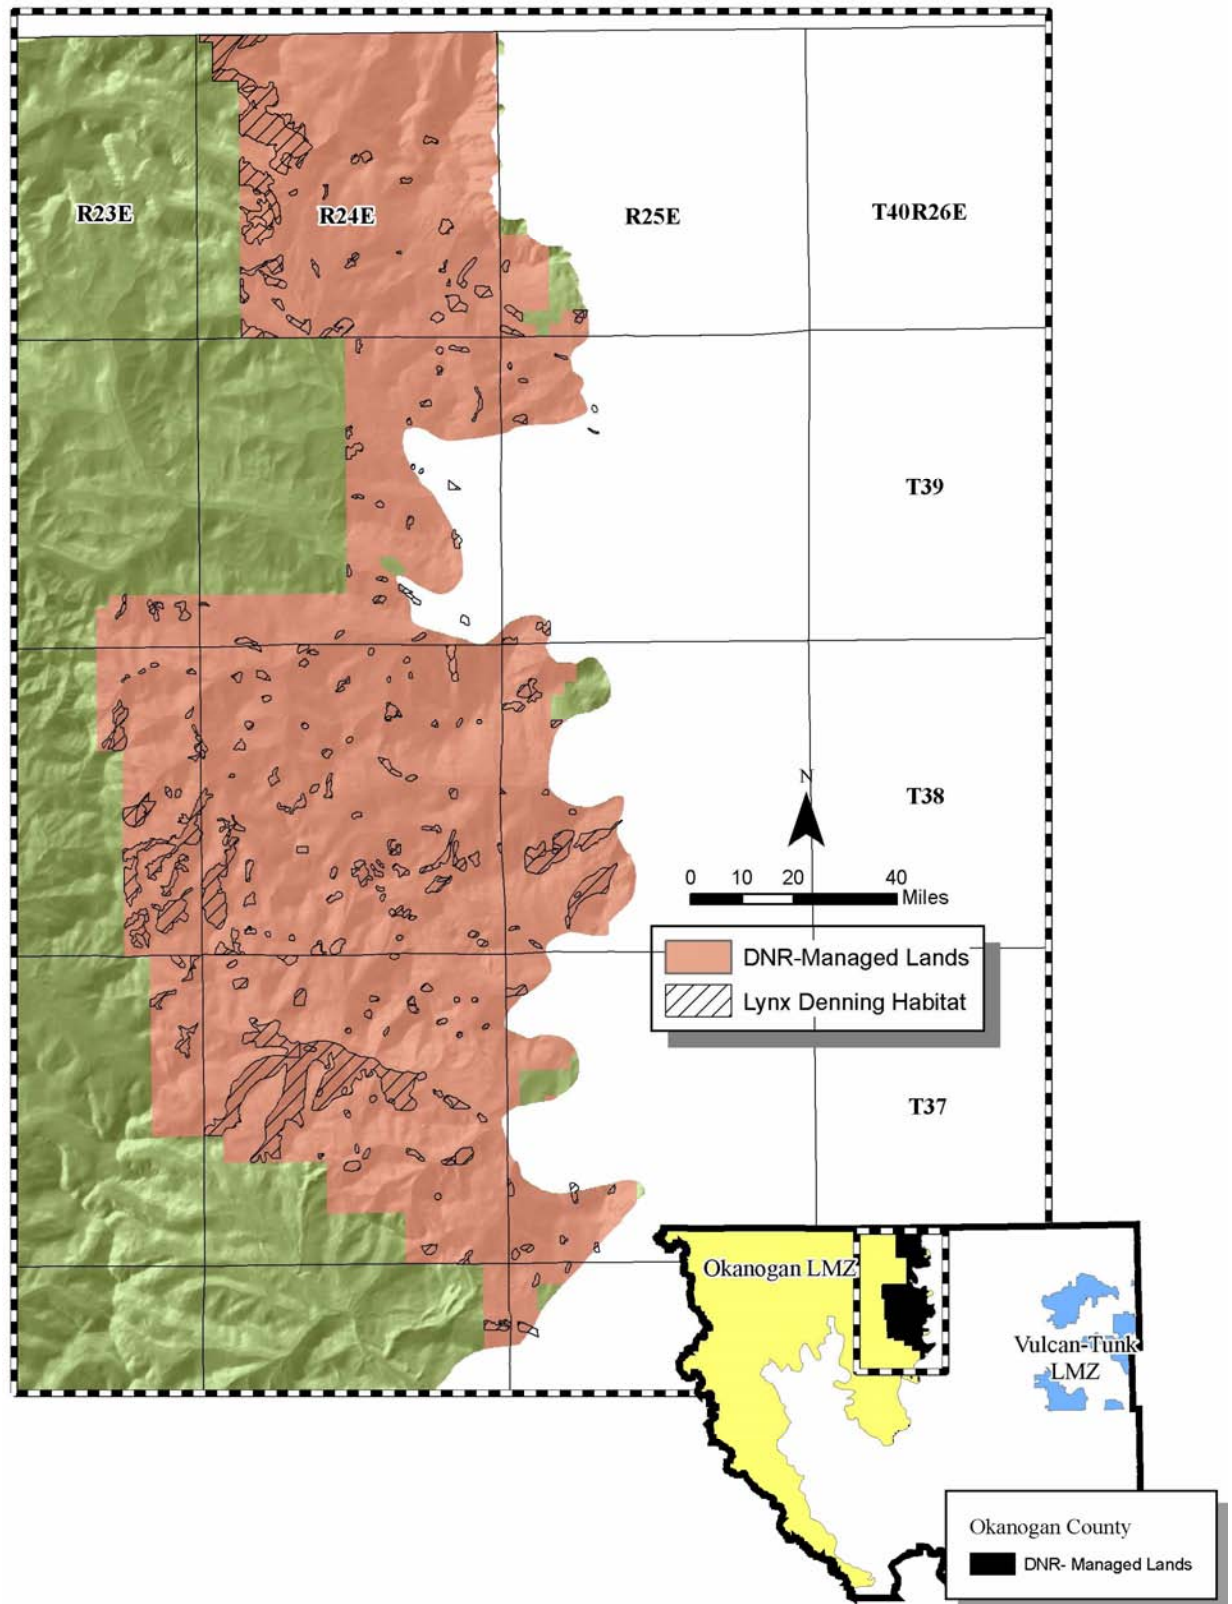 R23E
R24E
R25E
T40R26E
T39
T38
N
0 10 20 40
Miles
DNR-Managed Lands
Lynx Denning Habitat
T37
Okanogan LMZ
Vulcan-Tunk
LMZ
Okanogan County
DNR- Managed Lands